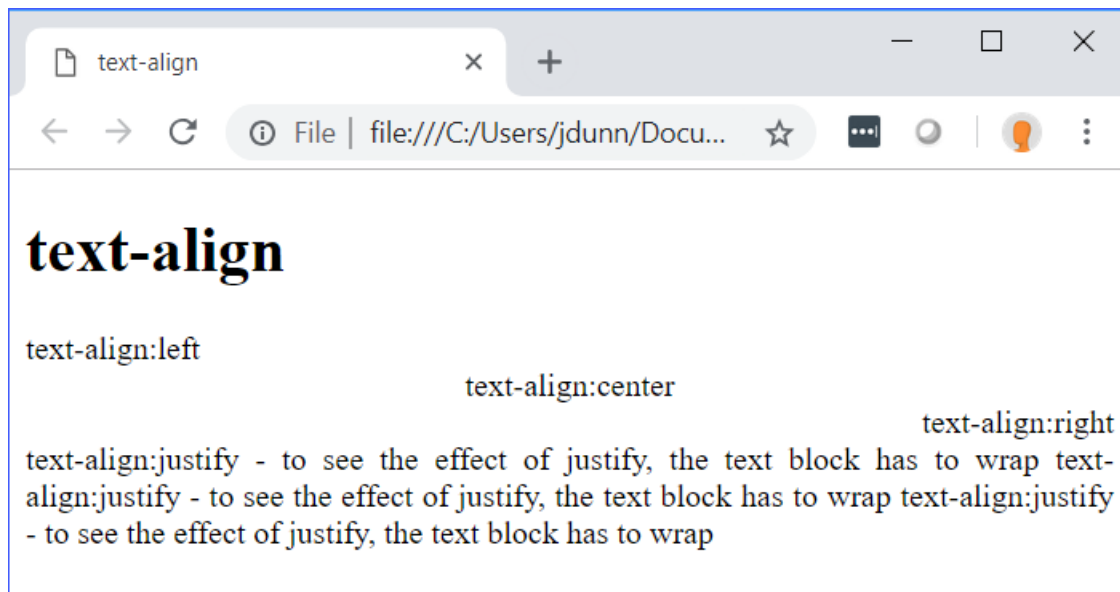 text-align
File | file:///C:/Users/jdunn/Docu...
text-align
text-align:left
text-align:center
text-align:right
text-align:justify - to see the effect of justify, the text block has to wrap text-
align:justify - to see the effect of justify, the text block has to wrap text-align:justify
- to see the effect of justify, the text block has to wrap